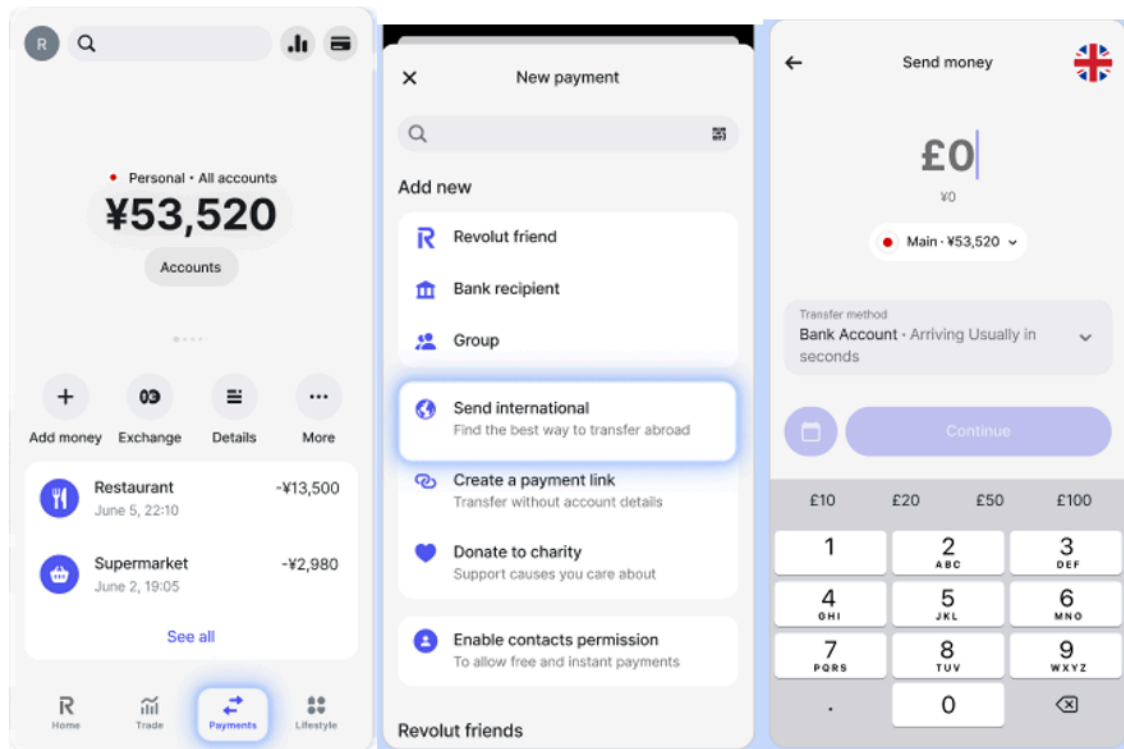 R
Personal · All accounts
¥53,520
Accounts
Add money
Exchange
Details
More
Restaurant
-¥13,500
June 5, 22:10
Supermarket
-¥2,980
June 2, 19:05
See all
Home
Trade
Payments
Lifestyle
New payment
Add new
Revolut friend
Bank recipient
Group
Send international
Find the best way to transfer abroad
Create a payment link
Transfer without account details
Donate to charity
Support causes you care about
Enable contacts permission
To allow free and instant payments
Revolut friends
Send money
£0
¥0
Main · ¥53,520
Transfer method
Bank Account · Arriving Usually in
seconds
Continue
£10 £20 £50 £100
1 2 3
ABC DEF
4 5 6
GHI JKL MNO
7 8 9
PQRS TUV WXYZ
. 0